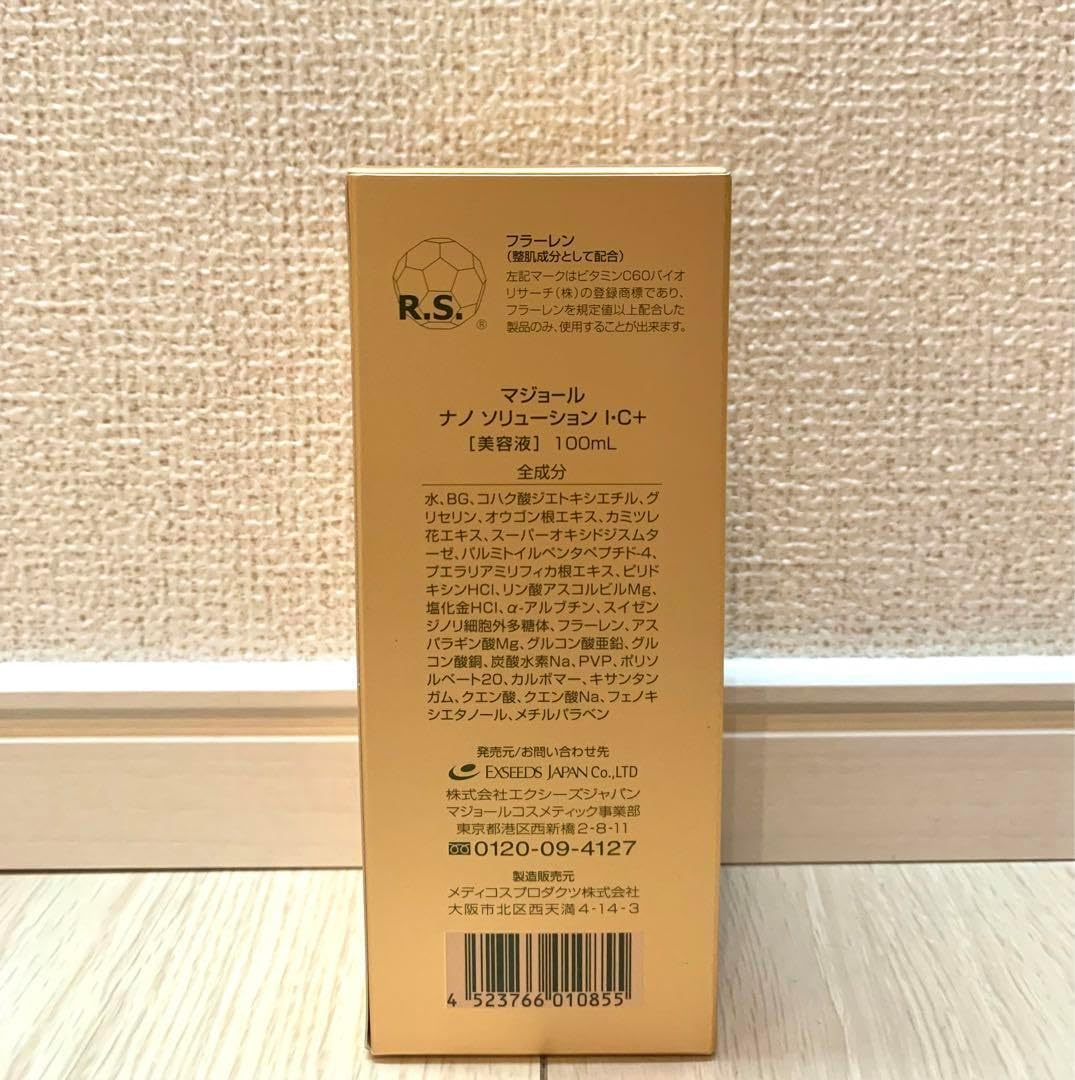 R.S.
®
フラーレン
(整肌成分として配合)
左記マークはビタミンC60バイオ
リサーチ(株)の登録商標であり、
フラーレンを規定値以上配合した
製品のみ、使用することが出来ます。
マジョール
ナノ ソリューション I・C+
[美容液] 100mL
全成分
水、BG、コハク酸ジエトキシエチル、グ
リセリン、オウゴン根エキス、カミツレ
花エキス、スーパーオキシドジスムタ
ーゼ、パルミトイルペンタペプチド-4、
プエラリアミリフィカ根エキス、ピリド
キシンHCl、リン酸アスコルビルMg、
塩化金HCl、α-アルブチン、スイゼン
ジノリ細胞外多糖体、フラーレン、アス
パラギン酸Mg、グルコン酸亜鉛、グル
コン酸銅、炭酸水素Na、PVP、ポリソ
ルベート20、カルボマー、キサンタン
ガム、クエン酸、クエン酸Na、フェノキ
シエタノール、メチルパラベン
発売元/お問い合わせ先
EXSEEDS JAPAN CO.,LTD
株式会社エクシーズジャパン
マジョールコスメティック事業部
東京都港区西新橋2-8-11
0120-09-4127
製造販売元
メディコスプロダクツ株式会社
大阪市北区西天満4-14-3
4 523766 010855